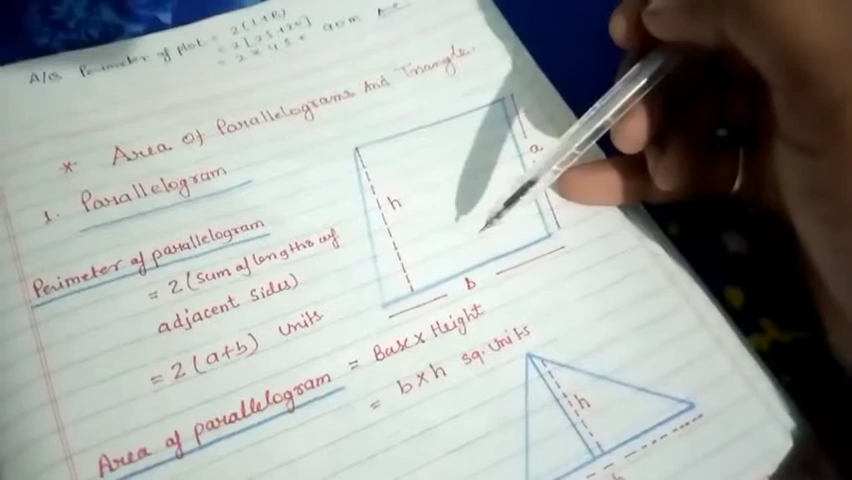 A/Q Perimeter of plot = 2(l+b)
= 2[25+20]
= 2×45
90m
* Area of Parallelograms And Triangle.
1. Parallelogram
a
h
b
Perimeter of parallelogram
= 2(sum of lengths of
adjacent sides)
= 2(a+b) units
Area of parallelogram = Base × Height
= b×h sq. units
h